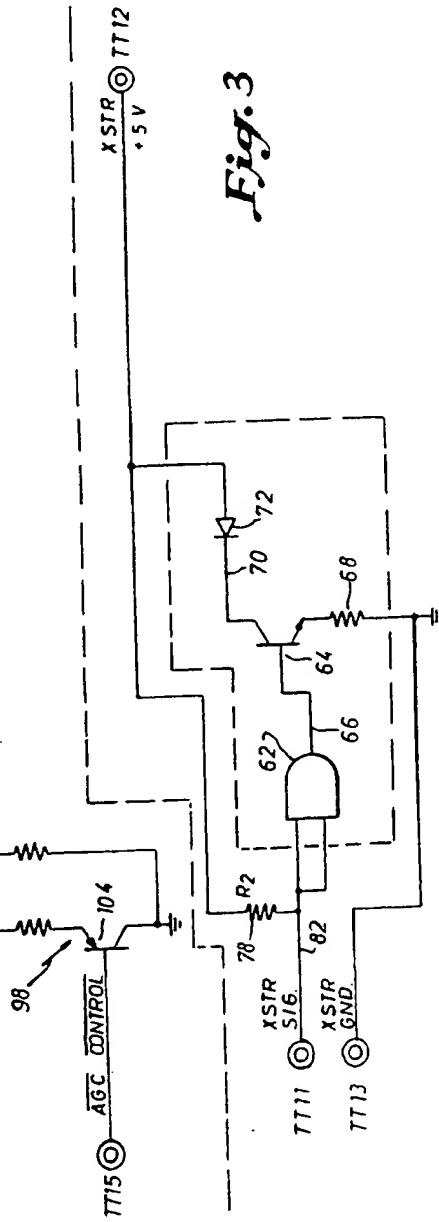 XSTR TT12
+5V
Fig. 3
72
70
68
64
62
66
104
98
R2
78
82
AGC CONTROL
TT15
XSTR
SIG.
TT11
XSTR
GND.
TT13